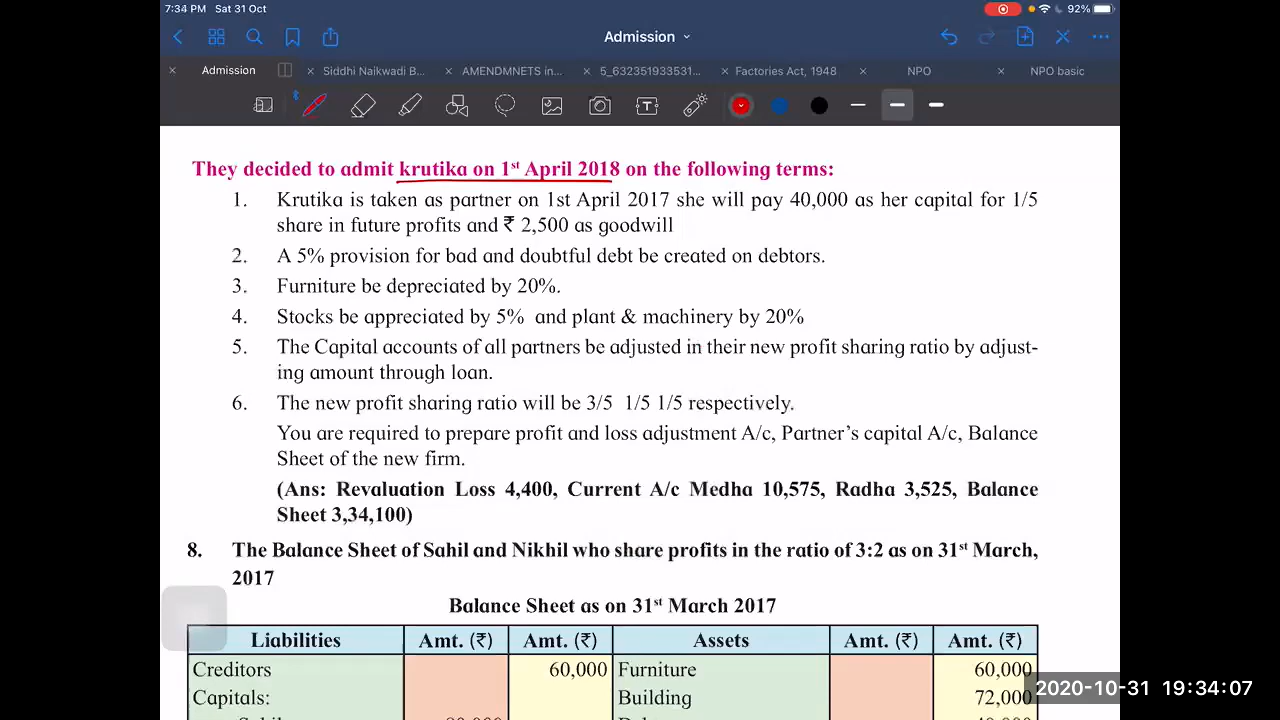 7:34 PM Sat 31 Oct
92%
Admission
Admission
Siddhi Naikwadi B...
AMENDMNETS in...
5_632351933531...
Factories Act, 1948
NPO
NPO basic
They decided to admit krutika on 1st April 2018 on the following terms:
1. Krutika is taken as partner on 1st April 2017 she will pay 40,000 as her capital for 1/5
share in future profits and ₹ 2,500 as goodwill
2. A 5% provision for bad and doubtful debt be created on debtors.
3. Furniture be depreciated by 20%.
4. Stocks be appreciated by 5% and plant & machinery by 20%
5. The Capital accounts of all partners be adjusted in their new profit sharing ratio by adjust-
ing amount through loan.
6. The new profit sharing ratio will be 3/5 1/5 1/5 respectively.
You are required to prepare profit and loss adjustment A/c, Partner’s capital A/c, Balance
Sheet of the new firm.
(Ans: Revaluation Loss 4,400, Current A/c Medha 10,575, Radha 3,525, Balance
Sheet 3,34,100)
8. The Balance Sheet of Sahil and Nikhil who share profits in the ratio of 3:2 as on 31st March,
2017
Balance Sheet as on 31st March 2017
Liabilities Amt. (₹) Amt. (₹) Assets Amt. (₹) Amt. (₹)
Creditors 60,000 Furniture 60,000
Capitals: Building 72,000
2020-10-31 19:34:07